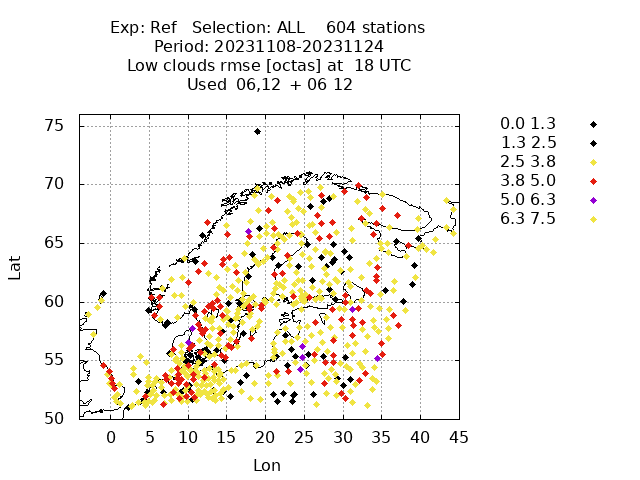 Exp: Ref Selection: ALL 604 stations
Period: 20231108-20231124
Low clouds rmse [octas] at 18 UTC
Used 06,12 + 06 12
75
70
65
60
55
50
Lat
0 5 10 15 20 25 30 35 40 45
Lon
0.0 1.3
1.3 2.5
2.5 3.8
3.8 5.0
5.0 6.3
6.3 7.5